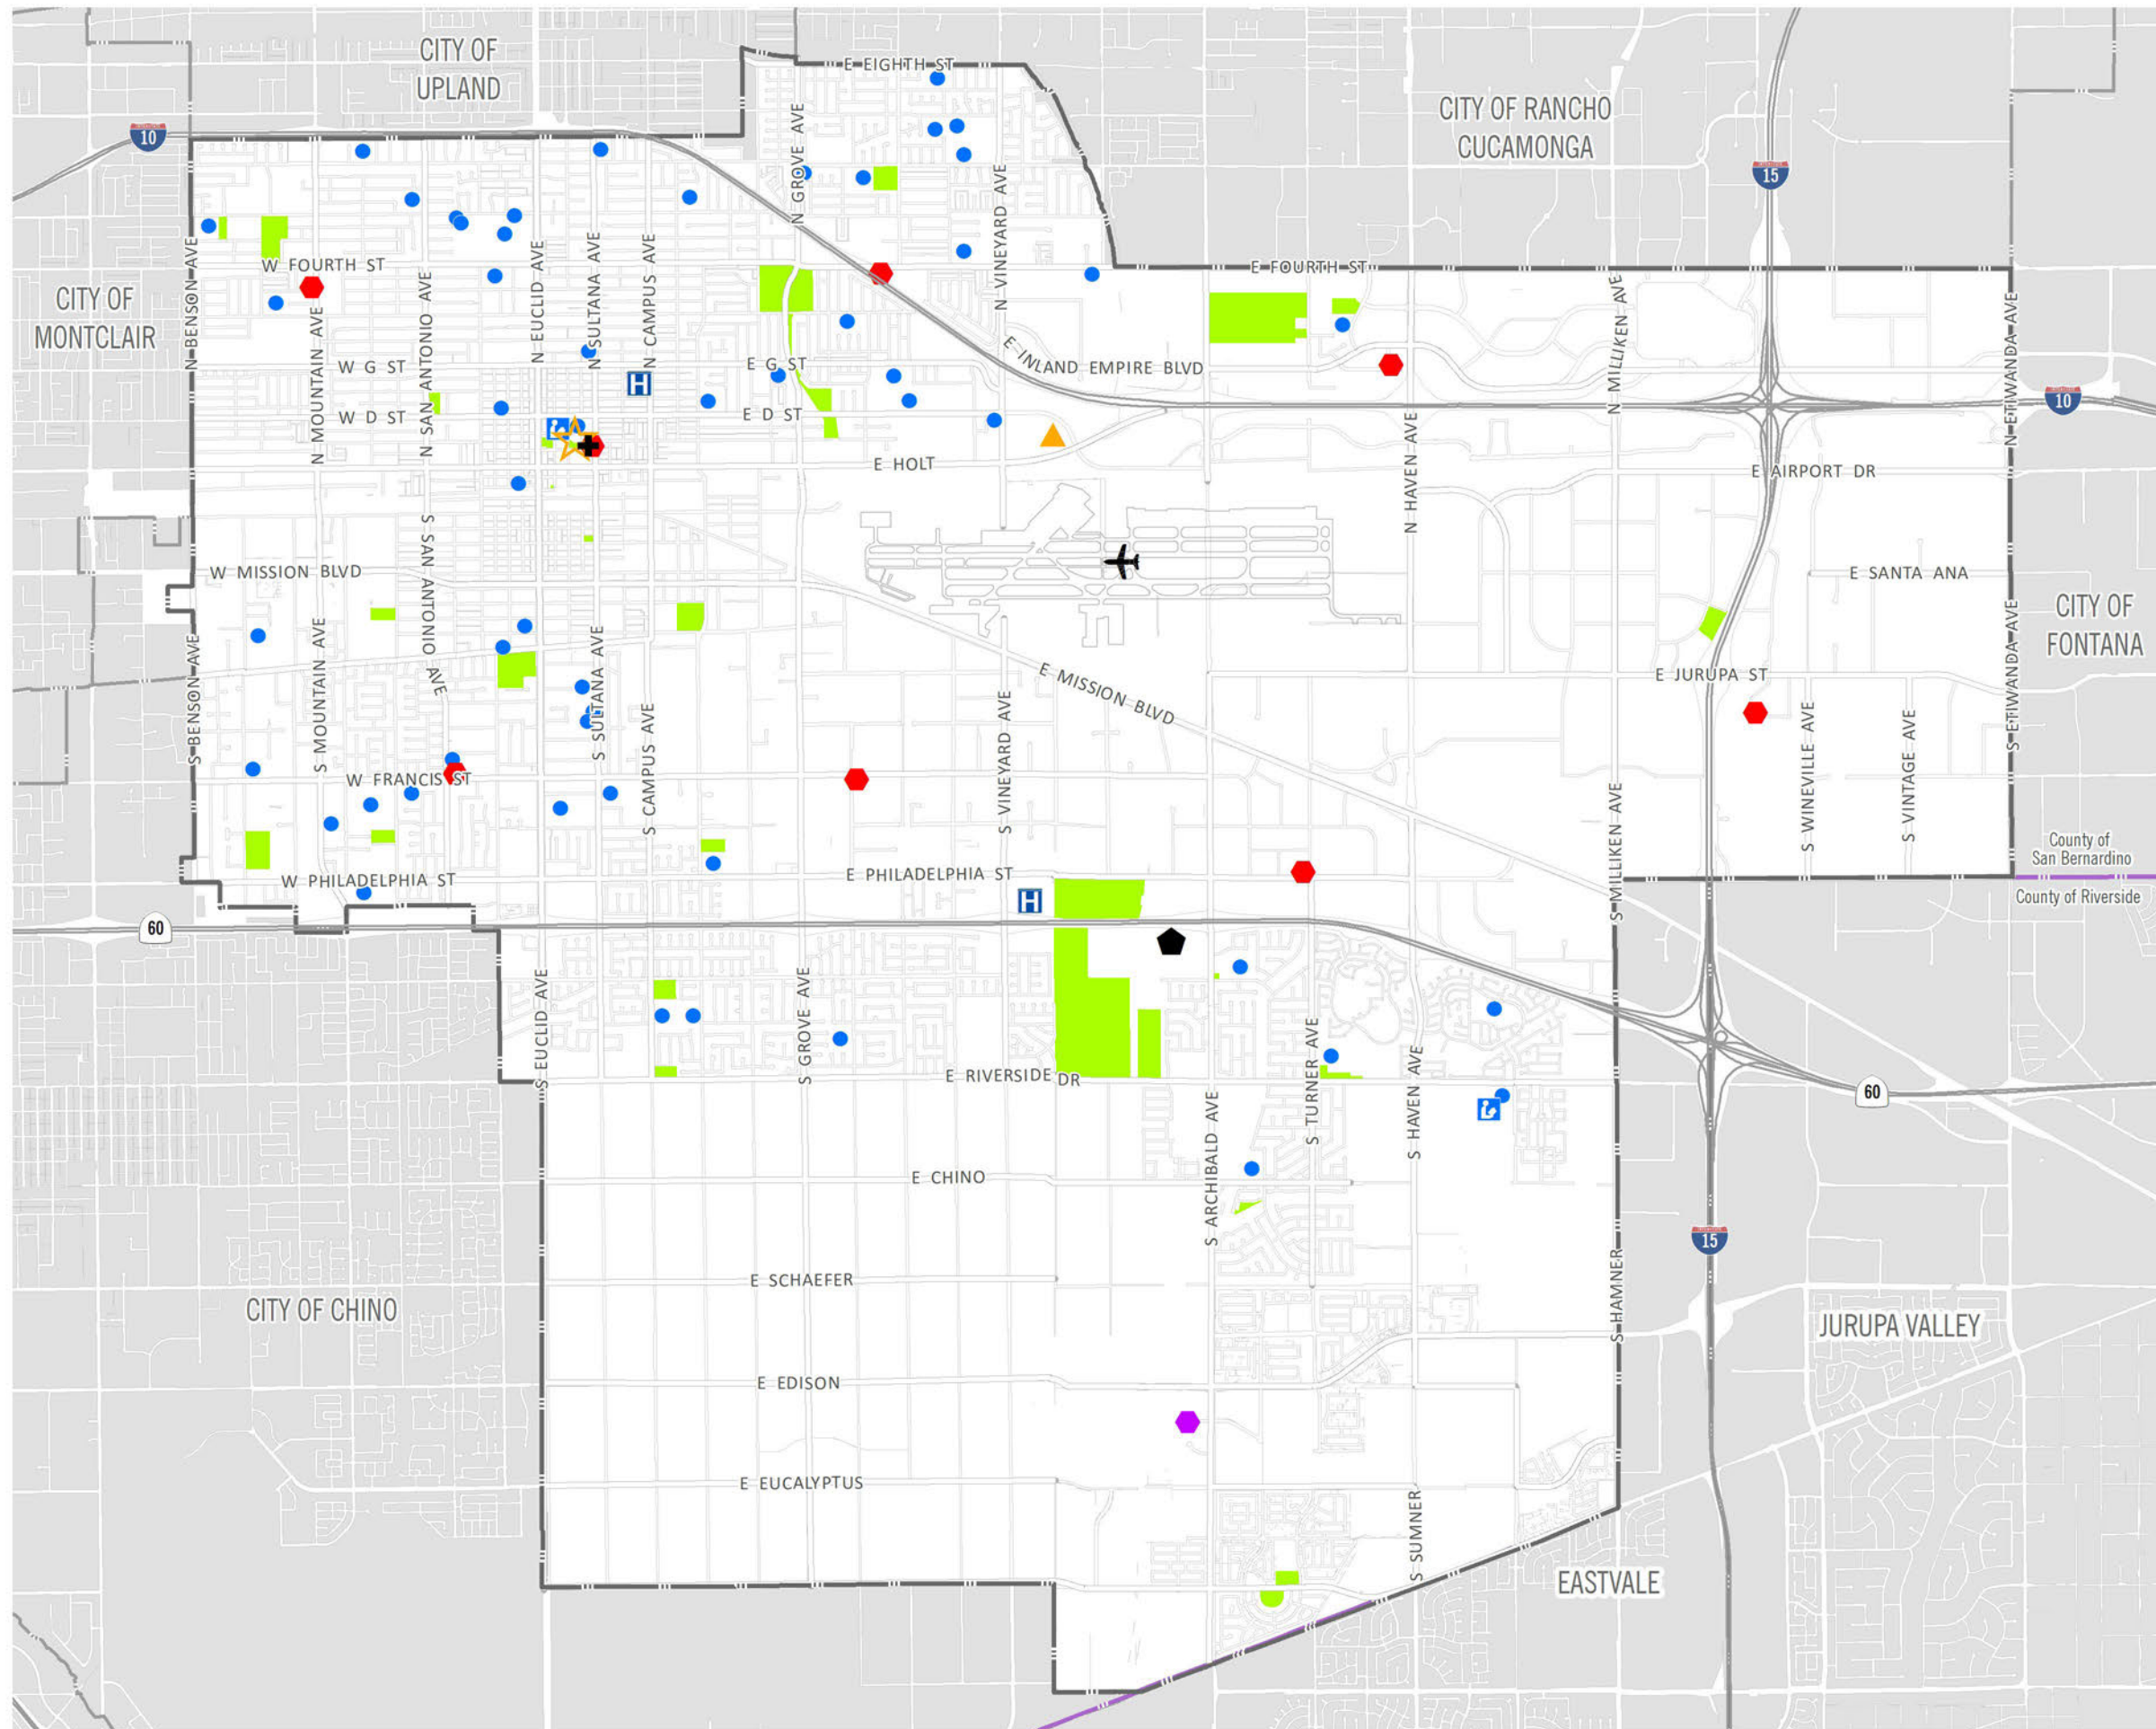 CITY OF
UPLAND
E EIGHTH ST
CITY OF RANCHO
CUCAMONGA
10
15
N GROVE AVE
N VINEYARD AVE
N BENSON AVE
W FOURTH ST
E FOURTH ST
CITY OF
MONTCLAIR
N MOUNTAIN AVE
N SAN ANTONIO AVE
N EUCLID AVE
N SULTANA AVE
N CAMPUS AVE
N MILLIKEN AVE
N ETIWANDA AVE
W G ST
E G ST
E INLAND EMPIRE BLVD
H
10
W D ST
E D ST
E HOLT
N HAVEN AVE
E AIRPORT DR
W MISSION BLVD
S SAN ANTONIO AVE
E SANTA ANA
CITY OF
FONTANA
S BENSON AVE
S MOUNTAIN AVE
S SULTANA AVE
S ETIWANDA AVE
E MISSION BLVD
E JURUPA ST
S CAMPUS AVE
S VINEYARD AVE
S WINEVILLE AVE
S VINTAGE AVE
W FRANCIS ST
S MILLIKEN AVE
County of
San Bernardino
County of Riverside
W PHILADELPHIA ST
E PHILADELPHIA ST
H
60
S EUCLID AVE
S GROVE AVE
S TURNER AVE
S HAVEN AVE
E RIVERSIDE DR
60
S ARCHIBALD AVE
E CHINO
15
E SCHAEFER
S HAMNER
CITY OF CHINO
JURUPA VALLEY
E EDISON
E EUCALYPTUS
S SUMNER
EASTVALE